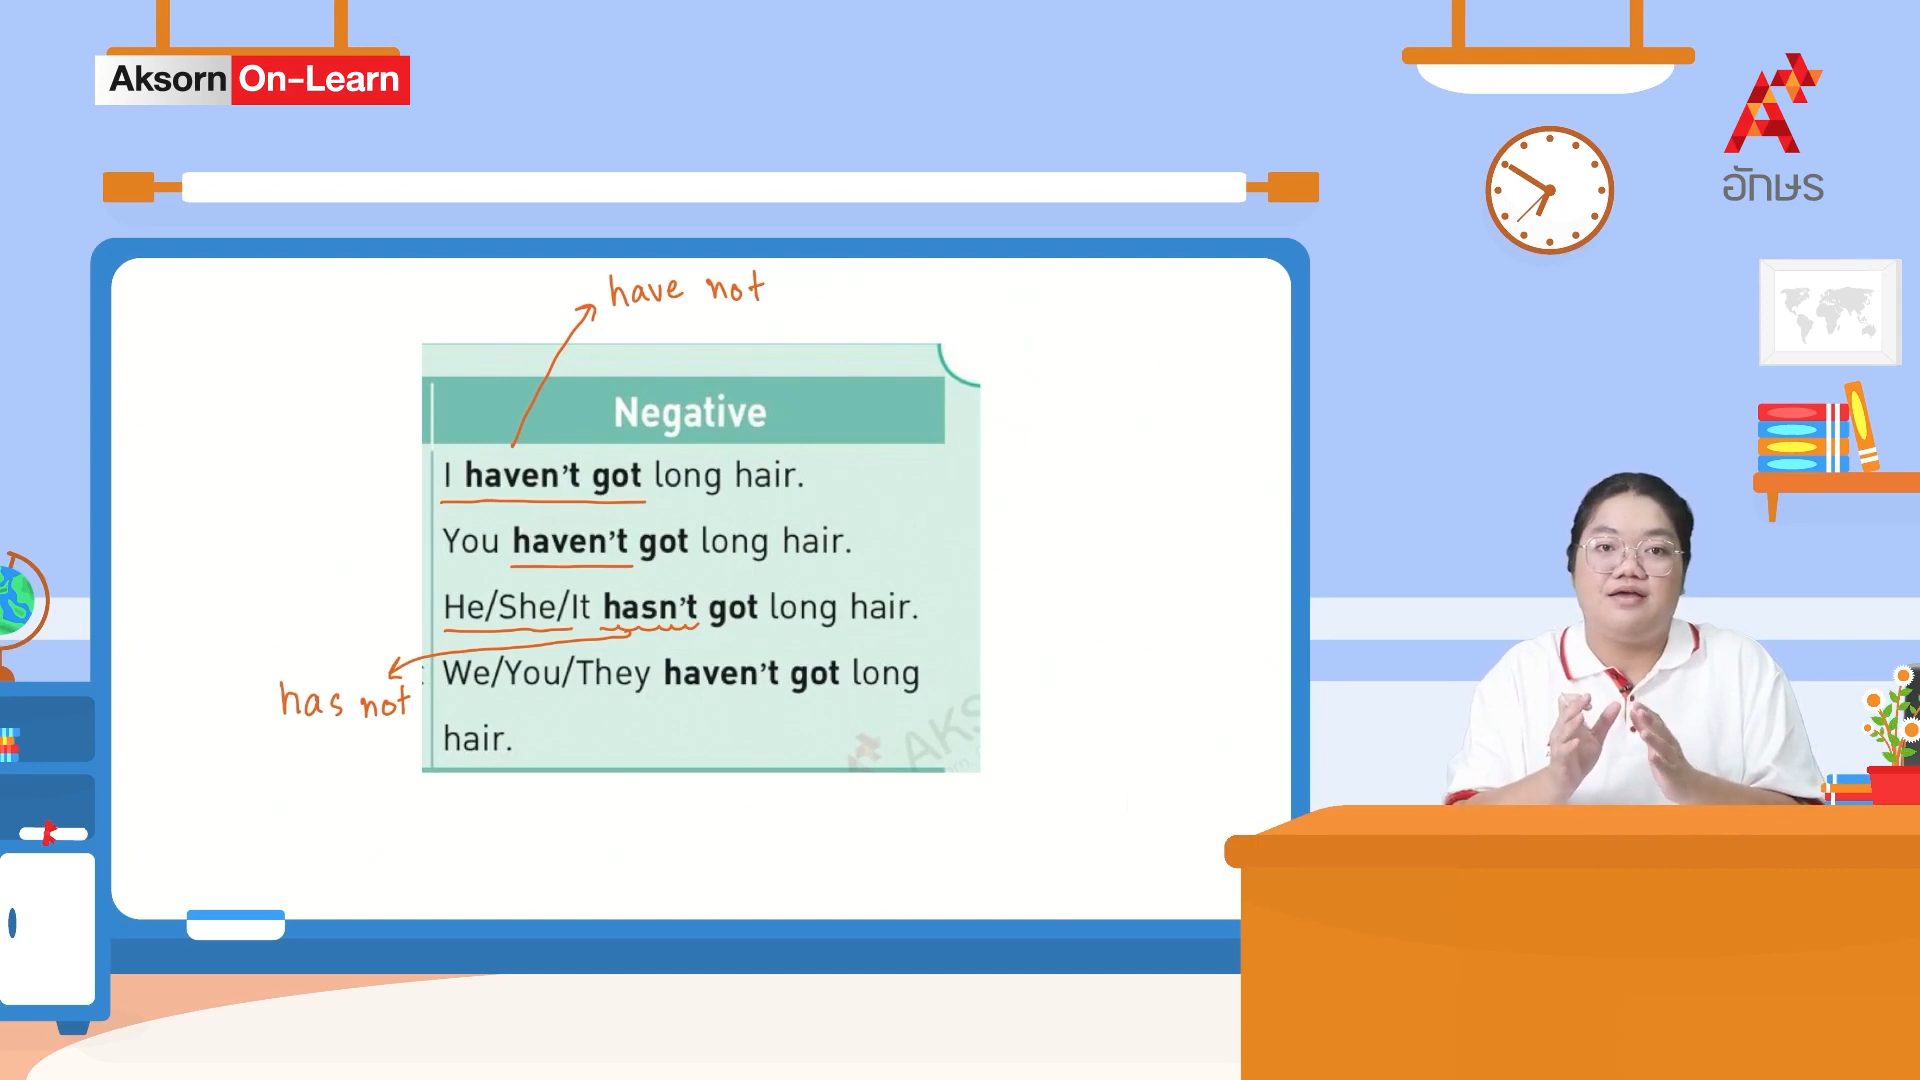 Aksorn On-Learn
อักษร
have not
Negative
I haven't got long hair.
You haven't got long hair.
He/She/It hasn't got long hair.
We/You/They haven't got long
hair.
has not
AKS